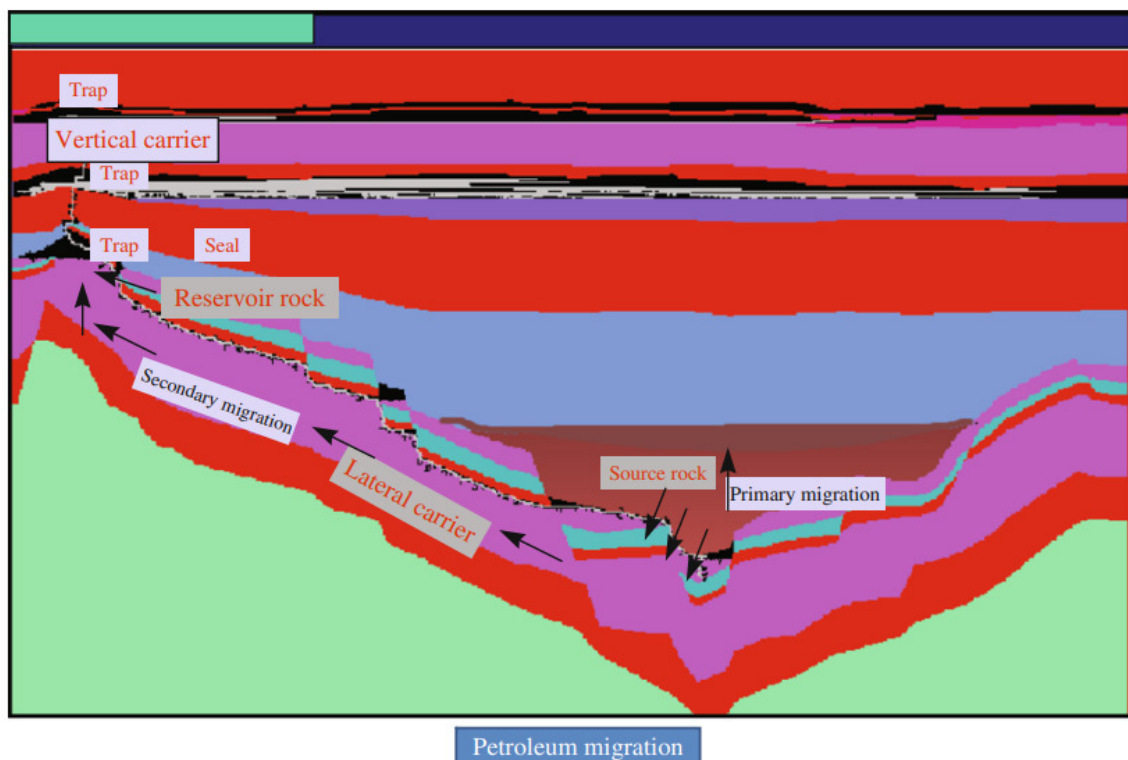 Trap
Vertical carrier
Trap
Trap
Seal
Reservoir rock
Secondary migration
Lateral carrier
Source rock
Primary migration
Petroleum migration